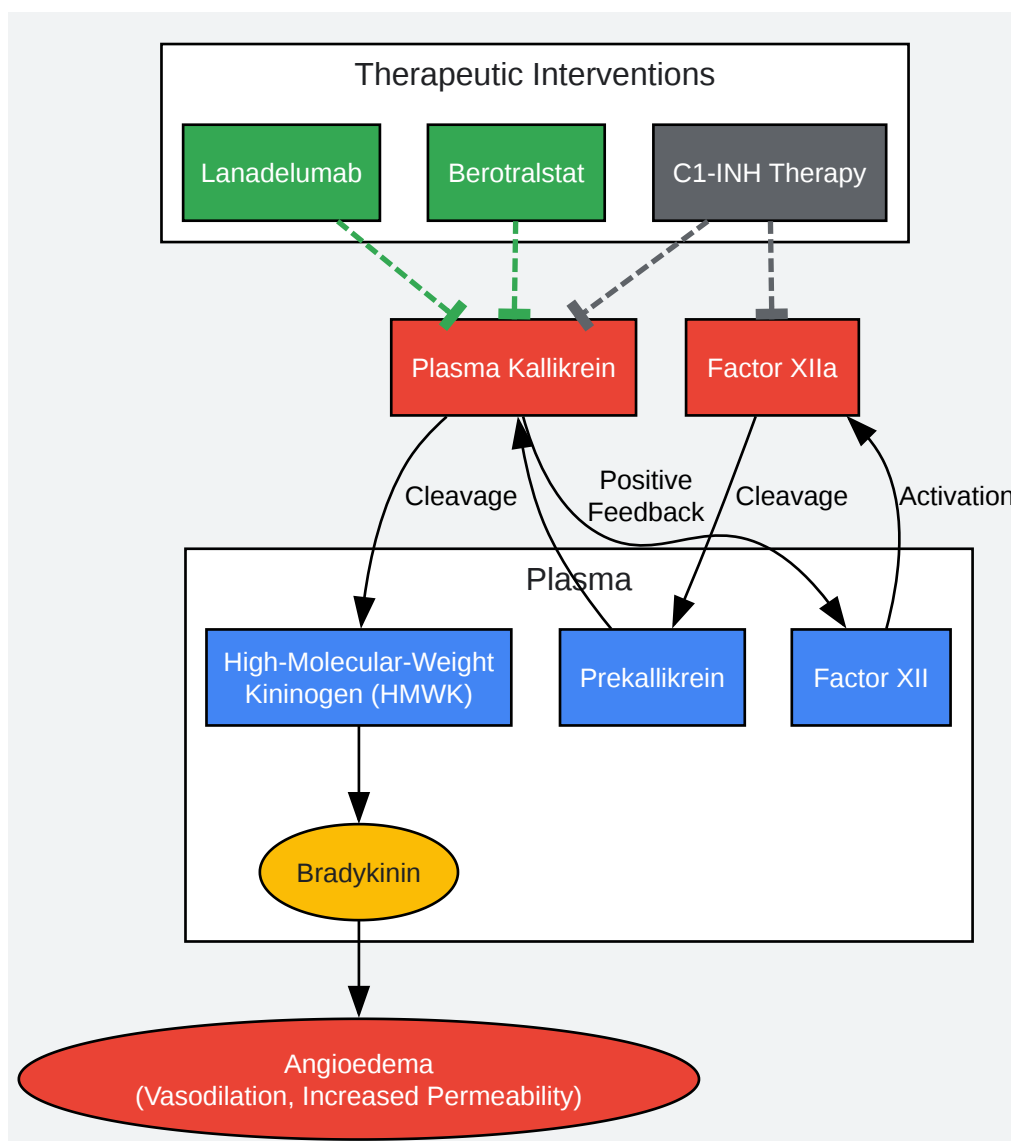 Therapeutic Interventions
Lanadelumab
Berotralstat
C1-INH Therapy
Plasma Kallikrein
Factor XIIa
Cleavage
Positive
Feedback
Cleavage
Activation
Plasma
High-Molecular-Weight
Kininogen (HMWK)
Prekallikrein
Factor XII
Bradykinin
Angioedema
(Vasodilation, Increased Permeability)